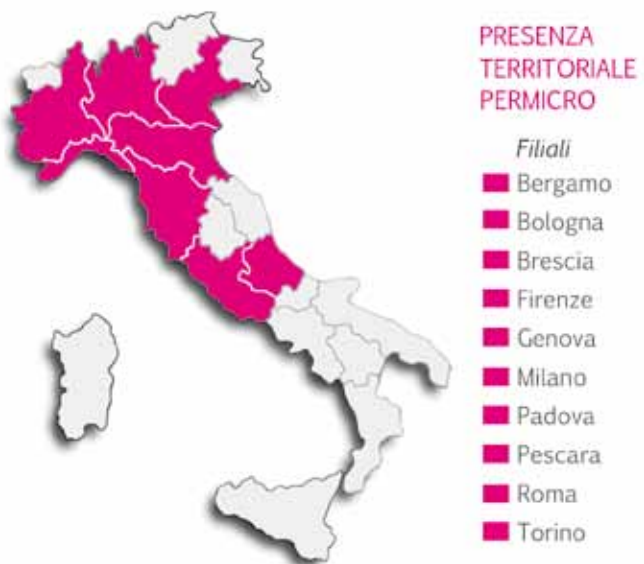 PRESENZA
TERRITORIALE
PERMICRO
Filiali
Bergamo
Bologna
Brescia
Firenze
Genova
Milano
Padova
Pescara
Roma
Torino